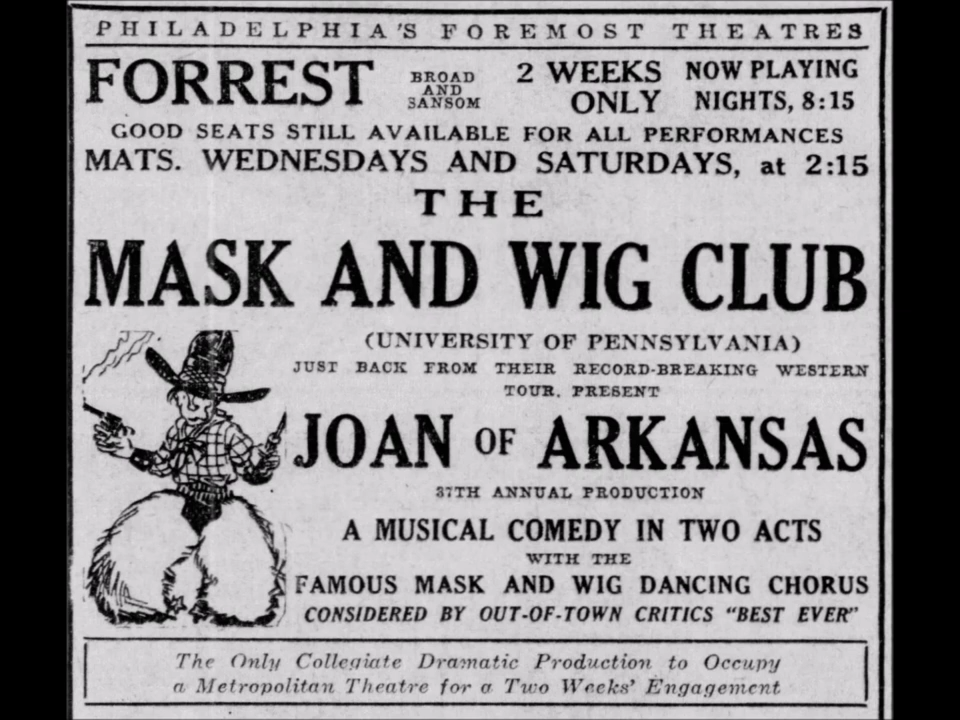 PHILADELPHIA'S FOREMOST THEATRES
FORREST BROAD AND SANSOM 2 WEEKS ONLY NOW PLAYING NIGHTS, 8:15
GOOD SEATS STILL AVAILABLE FOR ALL PERFORMANCES
MATS. WEDNESDAYS AND SATURDAYS, at 2:15
THE
MASK AND WIG CLUB
(UNIVERSITY OF PENNSYLVANIA)
JUST BACK FROM THEIR RECORD-BREAKING WESTERN
TOUR, PRESENT
JOAN OF ARKANSAS
37TH ANNUAL PRODUCTION
A MUSICAL COMEDY IN TWO ACTS
WITH THE
FAMOUS MASK AND WIG DANCING CHORUS
CONSIDERED BY OUT-OF-TOWN CRITICS "BEST EVER"
The Only Collegiate Dramatic Production to Occupy
a Metropolitan Theatre for a Two Weeks' Engagement